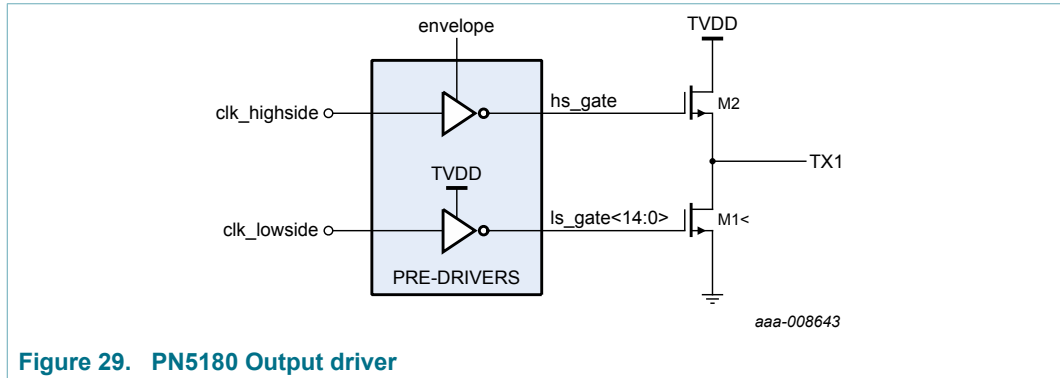 envelope
TVDD
clk_highside
hs_gate
M2
TX1
TVDD
clk_lowside
ls_gate<14:0>
M1<
PRE-DRIVERS
aaa-008643
Figure 29. PN5180 Output driver